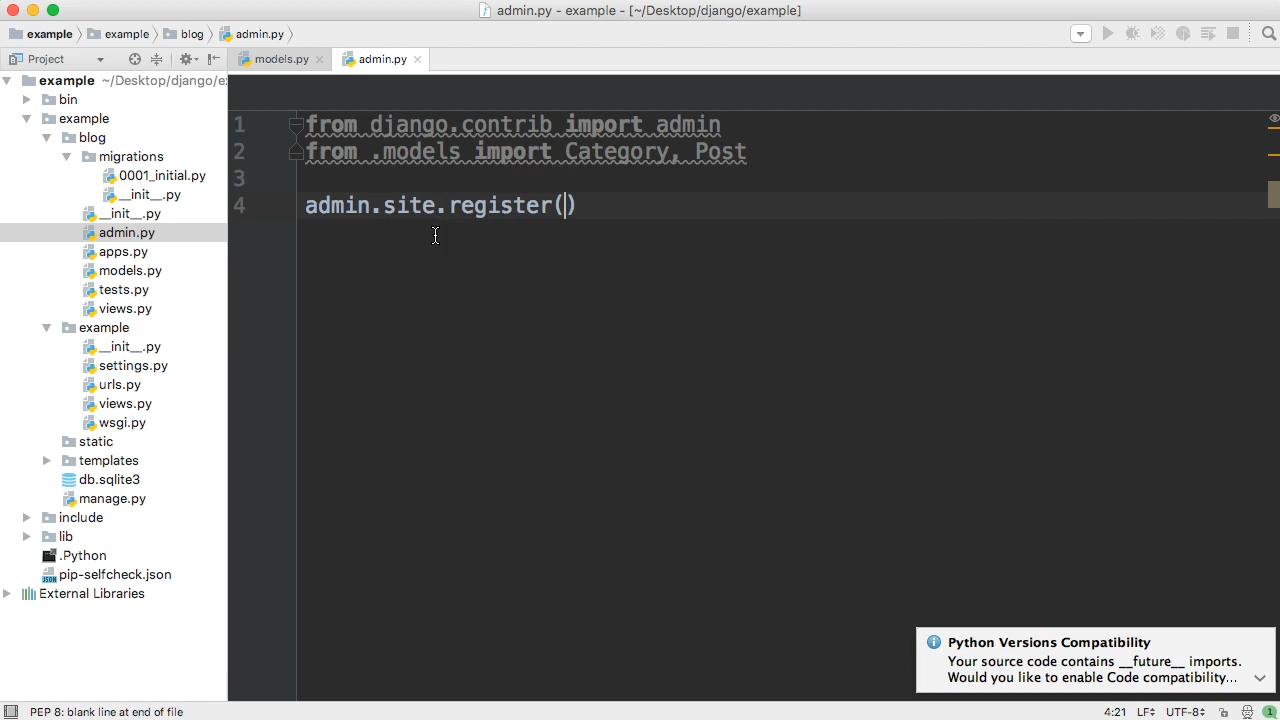 admin.py - example - [~/Desktop/django/example]
example example blog admin.py
Project models.py admin.py
example ~/Desktop/django/e
bin
example
blog
migrations
0001_initial.py
__init__.py
__init__.py
admin.py
apps.py
models.py
tests.py
views.py
example
__init__.py
settings.py
urls.py
views.py
wsgi.py
static
templates
db.sqlite3
manage.py
include
lib
.Python
pip-selfcheck.json
External Libraries
1 from django.contrib import admin
2 from .models import Category, Post
3
4 admin.site.register()
Python Versions Compatibility
Your source code contains __future__ imports.
Would you like to enable Code compatibility...
PEP 8: blank line at end of file 4:21 LF UTF-8 1